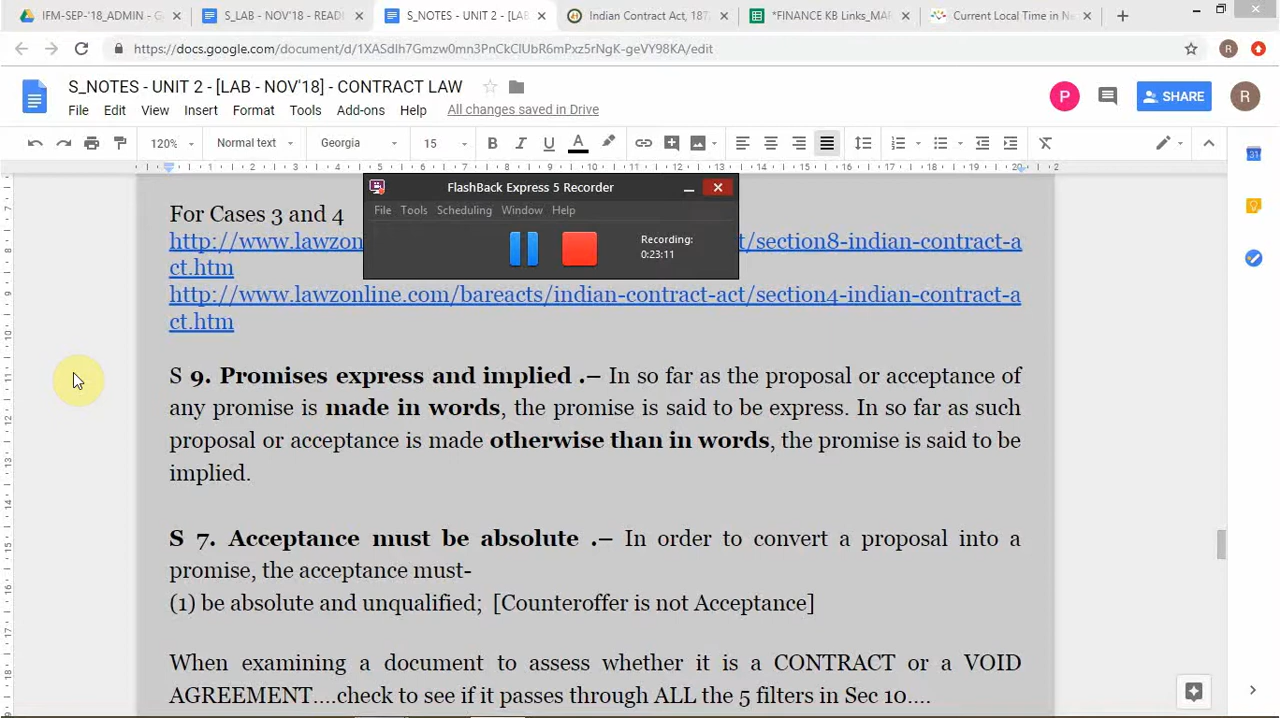 IFM-SEP-'18_ADMIN - G
S_LAB - NOV'18 - READI
S_NOTES - UNIT 2 - [LAB
Indian Contract Act, 187
*FINANCE KB Links_MAR
Current Local Time in Ne
https://docs.google.com/document/d/1XASdIh7Gmzw0mn3PnCkClUbR6mPxz5rNgK-geVY98KA/edit
S_NOTES - UNIT 2 - [LAB - NOV'18] - CONTRACT LAW
P
SHARE
R
File Edit View Insert Format Tools Add-ons Help All changes saved in Drive
120% Normal text Georgia 15 B I U A
FlashBack Express 5 Recorder
File Tools Scheduling Window Help
Recording:
0:23:11
For Cases 3 and 4
http://www.lawzon t/section8-indian-contract-a
ct.htm
http://www.lawzonline.com/bareacts/indian-contract-act/section4-indian-contract-a
ct.htm
S 9. Promises express and implied .– In so far as the proposal or acceptance of
any promise is made in words, the promise is said to be express. In so far as such
proposal or acceptance is made otherwise than in words, the promise is said to be
implied.
S 7. Acceptance must be absolute .– In order to convert a proposal into a
promise, the acceptance must-
(1) be absolute and unqualified; [Counteroffer is not Acceptance]
When examining a document to assess whether it is a CONTRACT or a VOID
AGREEMENT....check to see if it passes through ALL the 5 filters in Sec 10....